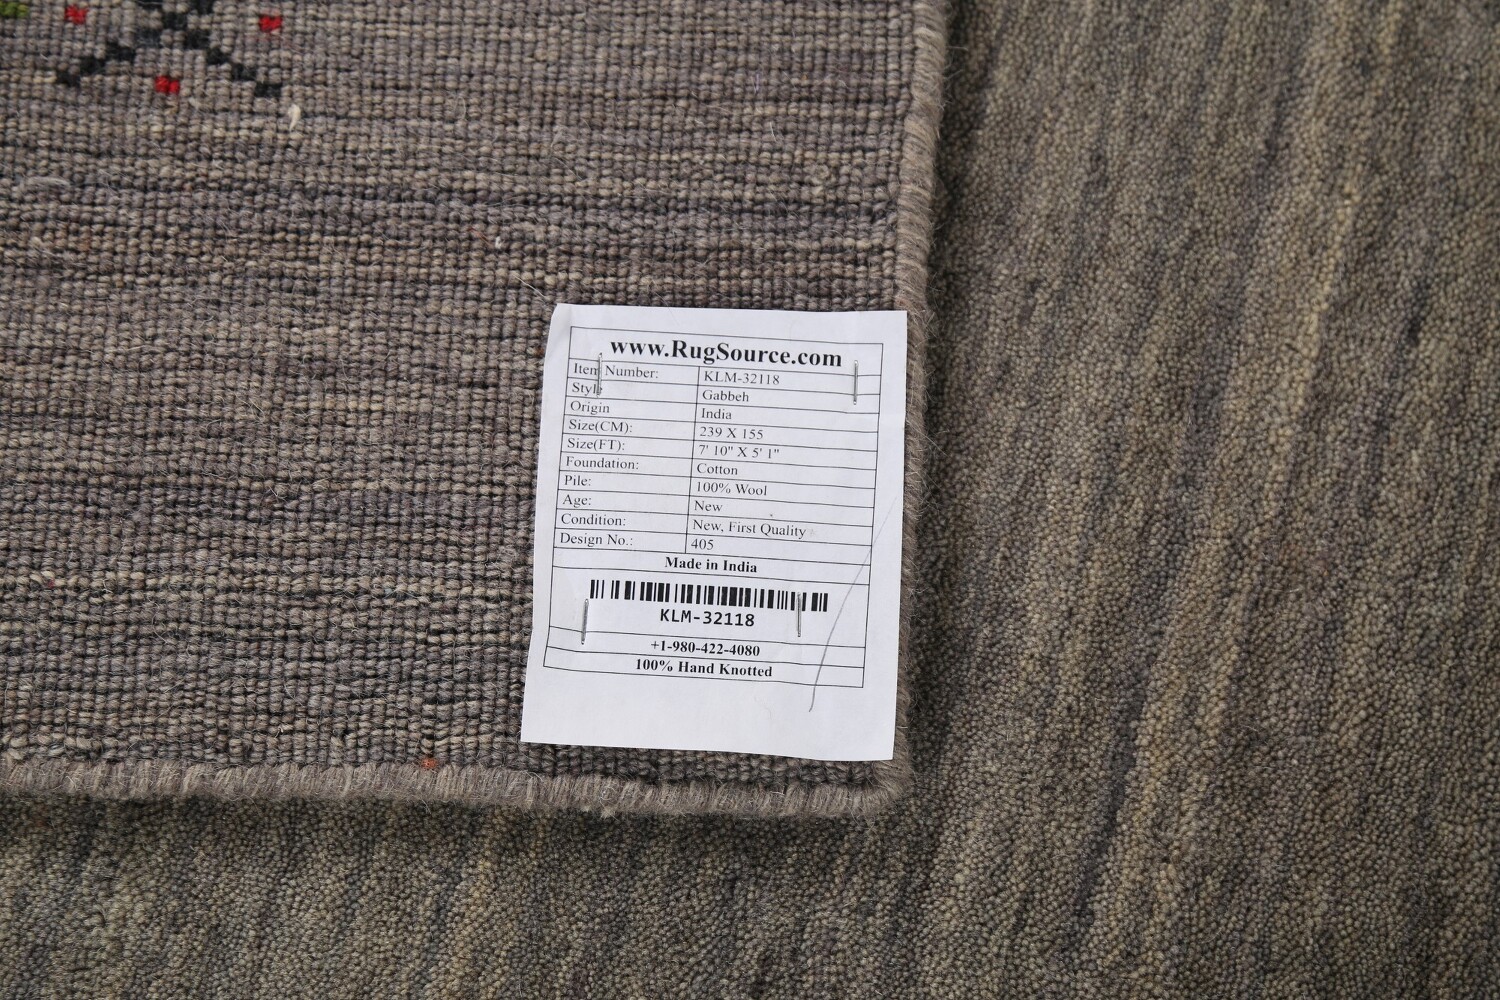 www.RugSource.com
Item Number: KLM-32118
Style Gabbeh
Origin India
Size(CM): 239 X 155
Size(FT): 7' 10" X 5' 1"
Foundation: Cotton
Pile: 100% Wool
Age: New
Condition: New, First Quality
Design No.: 405
Made in India
KLM-32118
+1-980-422-4080
100% Hand Knotted